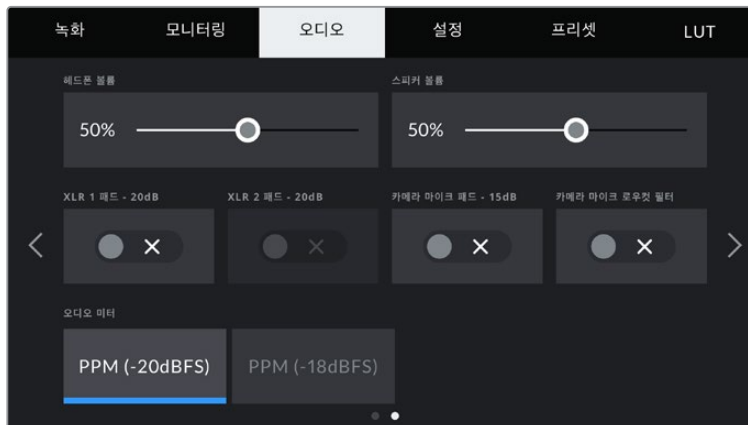 녹화 모니터링 오디오 설정 프리셋 LUT
헤드폰 볼륨 스피커 볼륨
50% 50%
XLR 1 패드 - 20dB XLR 2 패드 - 20dB 카메라 마이크 패드 - 15dB 카메라 마이크 로우컷 필터
오디오 미터
PPM (-20dBFS) PPM (-18dBFS)